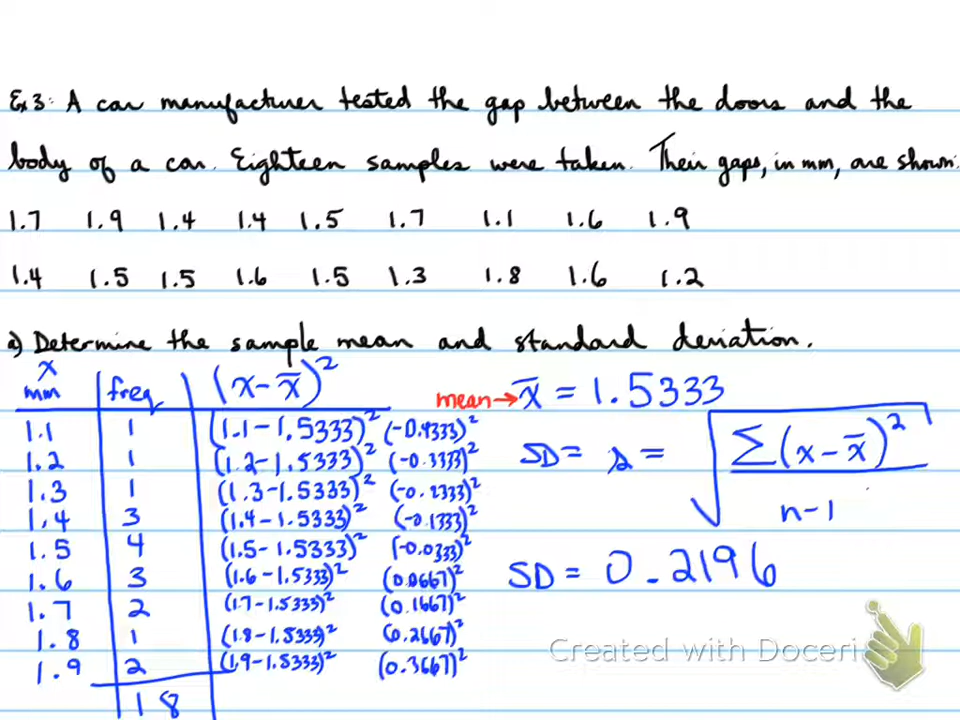 Ex 3: A car manufacturer tested the gap between the doors and the
body of a car. Eighteen samples were taken. Their gaps, in mm, are shown.
1.7 1.9 1.4 1.4 1.5 1.7 1.1 1.6 1.9
1.4 1.5 1.5 1.6 1.5 1.3 1.8 1.6 1.2
a) Determine the sample mean and standard deviation.
x mm freq (x-x̄)²
1.1 1 (1.1-1.5333)² (-0.4333)²
1.2 1 (1.2-1.5333)² (-0.3333)²
1.3 1 (1.3-1.5333)² (-0.2333)²
1.4 3 (1.4-1.5333)² (-0.1333)²
1.5 4 (1.5-1.5333)² (-0.0333)²
1.6 3 (1.6-1.5333)² (0.0667)²
1.7 2 (1.7-1.5333)² (0.1667)²
1.8 1 (1.8-1.5333)² (0.2667)²
1.9 2 (1.9-1.5333)² (0.3667)²
18
mean→ x̄ = 1.5333
SD = s = √(Σ(x-x̄)² / n-1)
SD = 0.2196
Created with Doceri